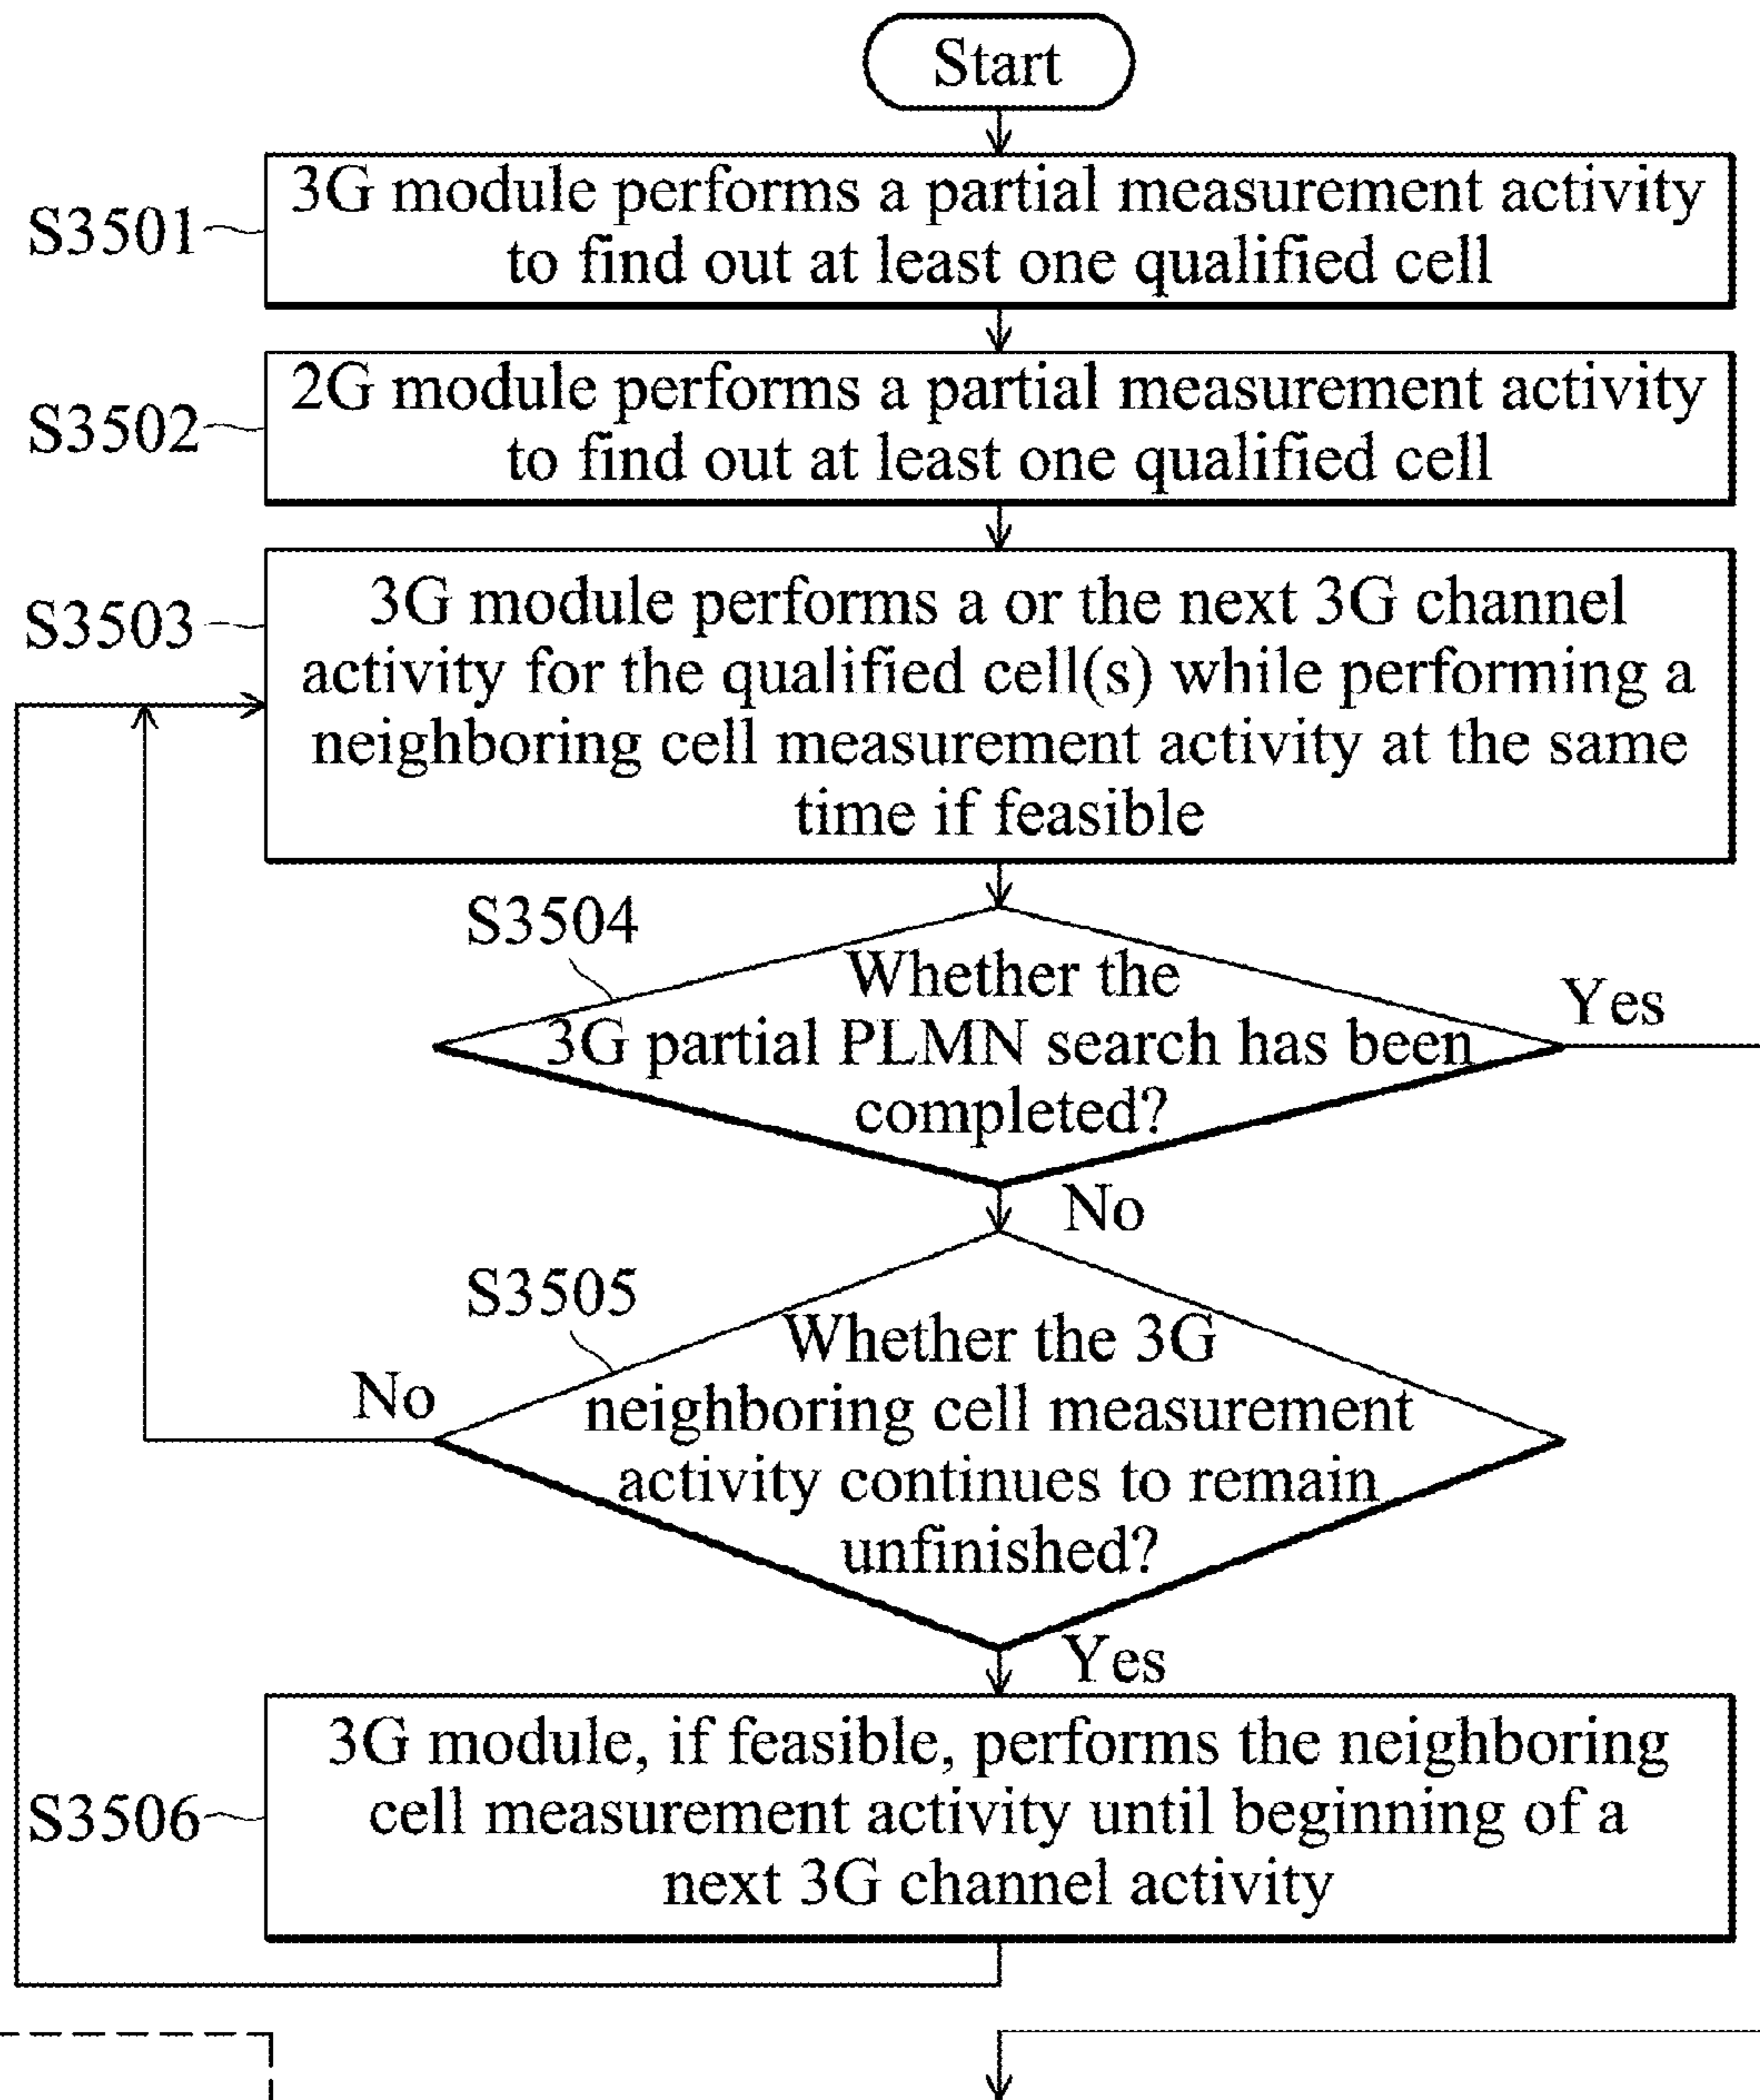 Start
S3501
3G module performs a partial measurement activity
to find out at least one qualified cell
S3502
2G module performs a partial measurement activity
to find out at least one qualified cell
S3503
3G module performs a or the next 3G channel
activity for the qualified cell(s) while performing a
neighboring cell measurement activity at the same
time if feasible
S3504
Whether the
3G partial PLMN search has been
completed?
Yes
No
S3505
Whether the 3G
neighboring cell measurement
activity continues to remain
unfinished?
No
Yes
S3506
3G module, if feasible, performs the neighboring
cell measurement activity until beginning of a
next 3G channel activity